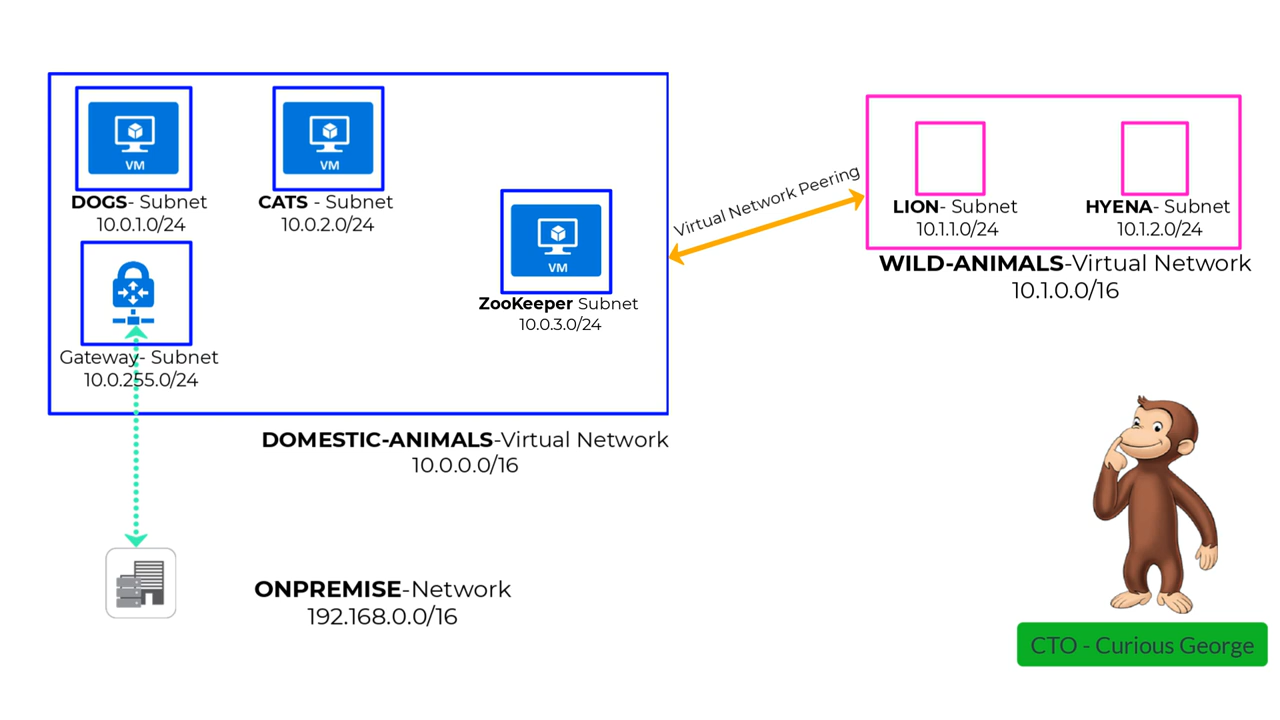 VM
DOGS- Subnet
10.0.1.0/24
VM
CATS - Subnet
10.0.2.0/24
Gateway- Subnet
10.0.255.0/24
VM
ZooKeeper Subnet
10.0.3.0/24
DOMESTIC-ANIMALS-Virtual Network
10.0.0.0/16
Virtual Network Peering
LION- Subnet
10.1.1.0/24
HYENA- Subnet
10.1.2.0/24
WILD-ANIMALS-Virtual Network
10.1.0.0/16
ONPREMISE-Network
192.168.0.0/16
CTO - Curious George